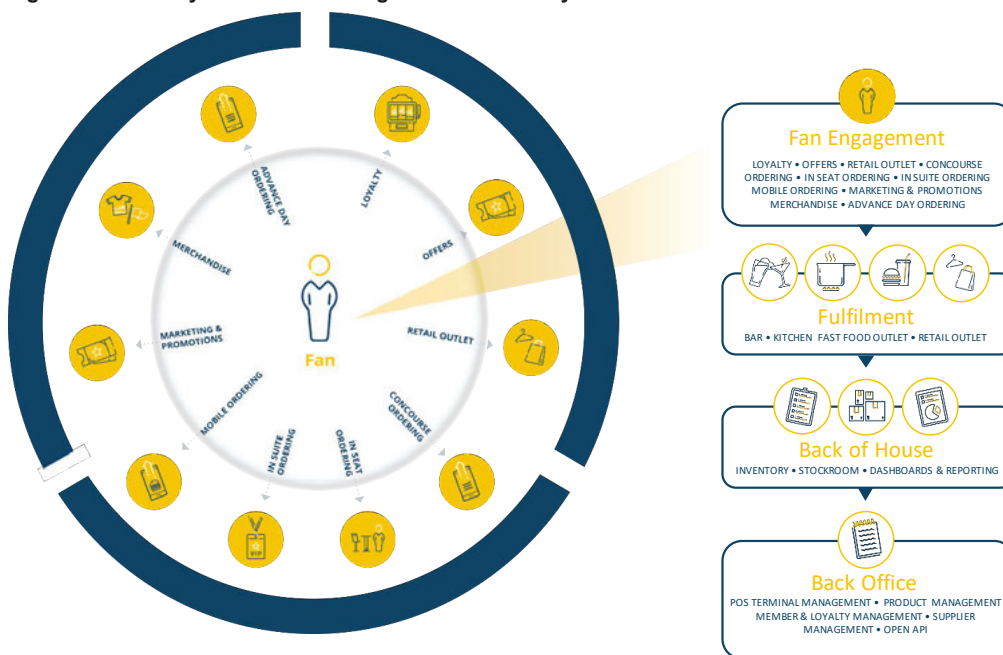 ADVANCE DAY
ORDERING
LOYALTY
MERCHANDISE
OFFERS
MARKETING &
PROMOTIONS
RETAIL OUTLET
Fan
MOBILE ORDERING
CONCOURSE
ORDERING
IN SUITE
ORDERING
IN SEAT
ORDERING
VIP
Fan Engagement
LOYALTY • OFFERS • RETAIL OUTLET • CONCOURSE
ORDERING • IN SEAT ORDERING • IN SUITE ORDERING
MOBILE ORDERING • MARKETING & PROMOTIONS
MERCHANDISE • ADVANCE DAY ORDERING
Fulfilment
BAR • KITCHEN FAST FOOD OUTLET • RETAIL OUTLET
Back of House
INVENTORY • STOCKROOM • DASHBOARDS & REPORTING
Back Office
POS TERMINAL MANAGEMENT • PRODUCT MANAGEMENT
MEMBER & LOYALTY MANAGEMENT • SUPPLIER
MANAGEMENT • OPEN API